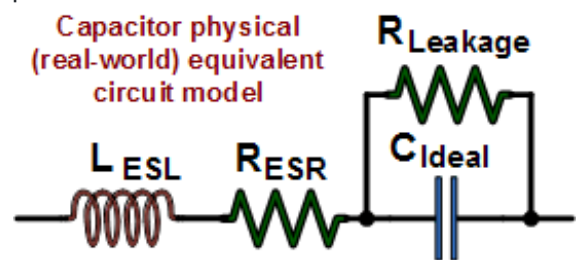 Capacitor physical
(real-world) equivalent
circuit model
RLeakage
CIdeal
LESL
RESR